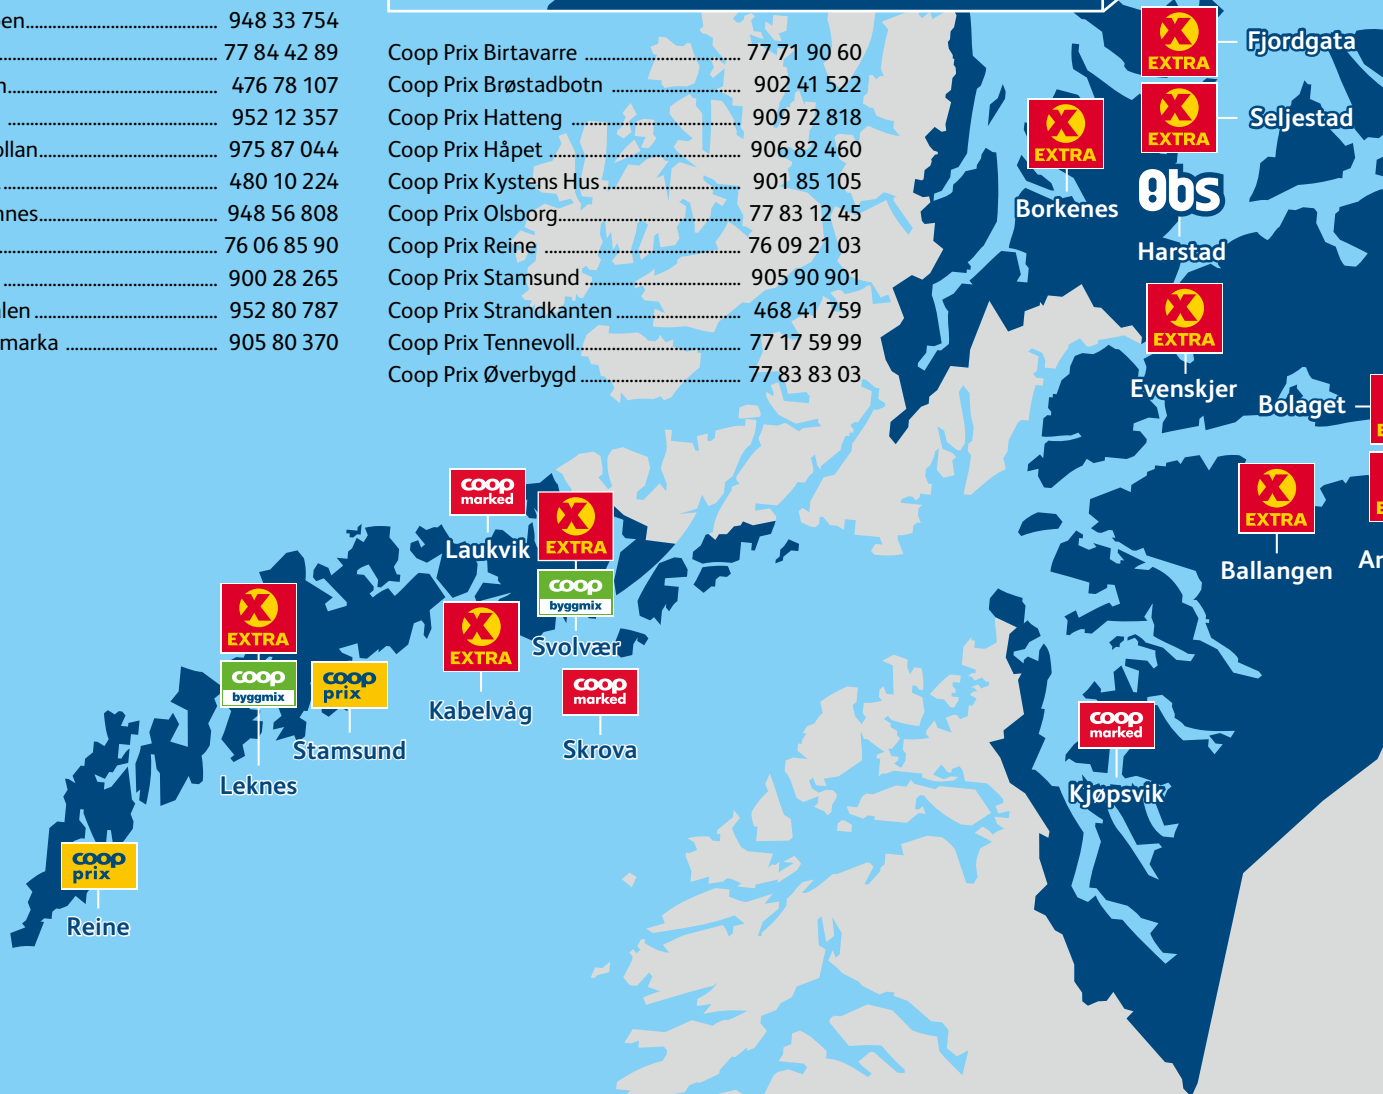 948 33 754
77 84 42 89
476 78 107
952 12 357
975 87 044
480 10 224
948 56 808
76 06 85 90
900 28 265
952 80 787
905 80 370
Coop Prix Birtavarre 77 71 90 60
Coop Prix Brøstadbotn 902 41 522
Coop Prix Hatteng 909 72 818
Coop Prix Håpet 906 82 460
Coop Prix Kystens Hus 901 85 105
Coop Prix Olsborg 77 83 12 45
Coop Prix Reine 76 09 21 03
Coop Prix Stamsund 905 90 901
Coop Prix Strandkanten 468 41 759
Coop Prix Tennevoll 77 17 59 99
Coop Prix Øverbygd 77 83 83 03
X
EXTRA
Fjordgata
X
EXTRA
Seljestad
X
EXTRA
Borkenes
Obs
Harstad
X
EXTRA
Evenskjer
Bolaget
X
EXTRA
Ballangen
coop
marked
Laukvik
X
EXTRA
coop
byggmix
Svolvær
X
EXTRA
Kabelvåg
coop
marked
Skrova
X
EXTRA
coop
byggmix
Leknes
coop
prix
Stamsund
coop
prix
Reine
coop
marked
Kjøpsvik